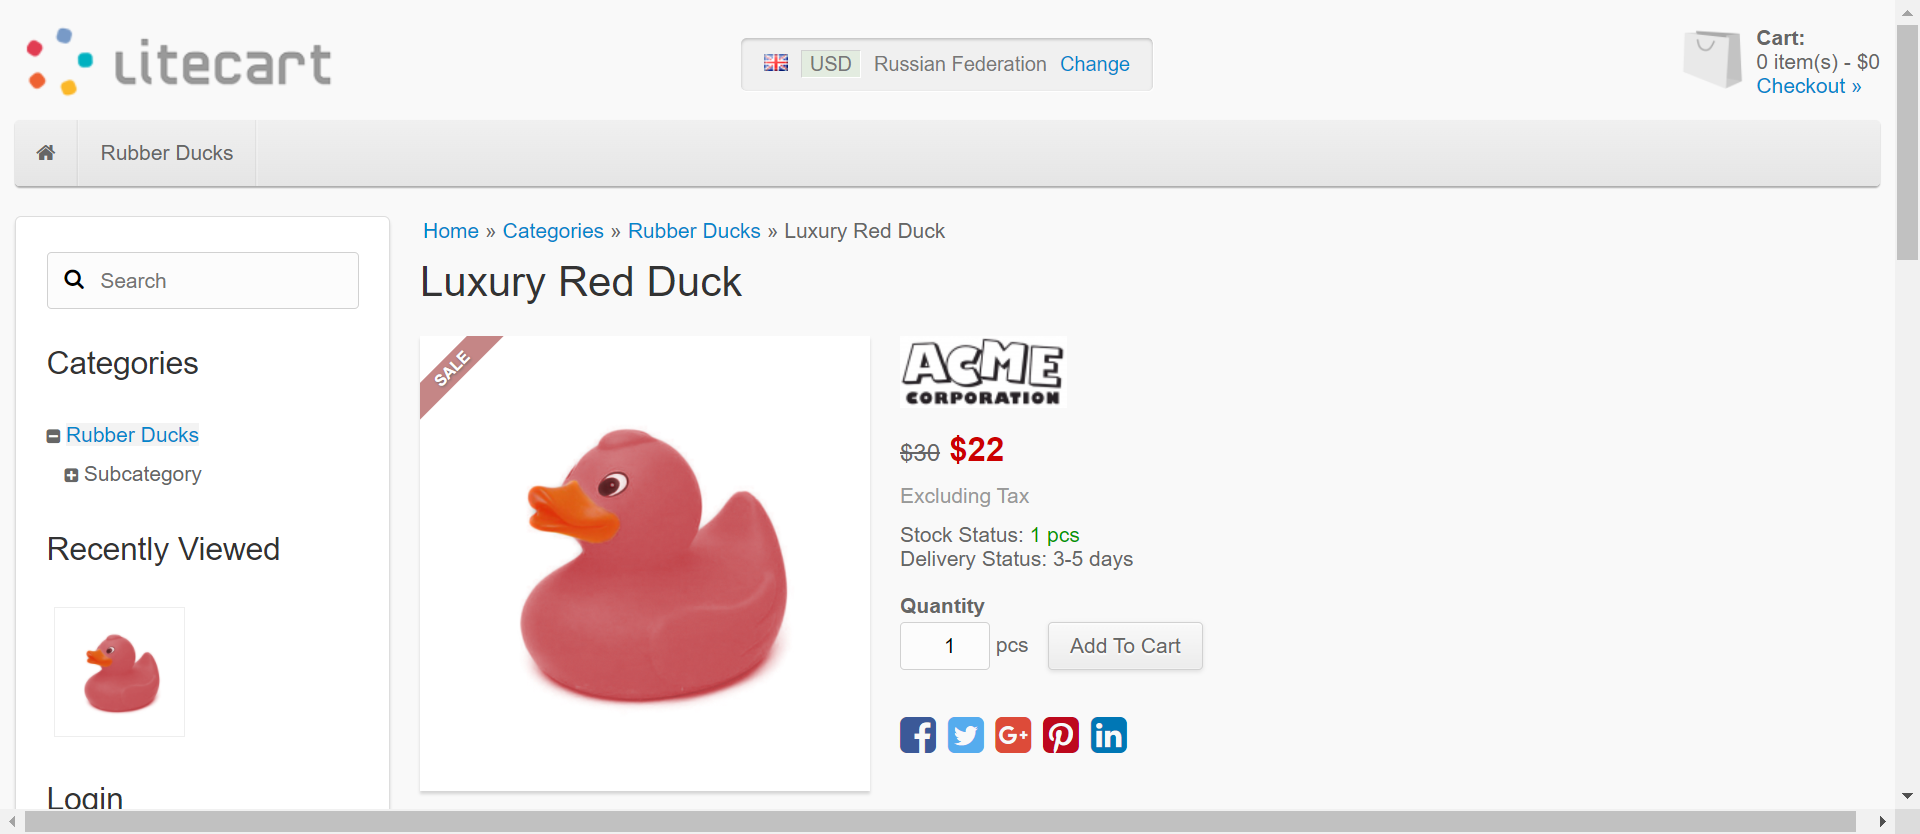 Litecart
USD Russian Federation Change
Cart:
0 item(s) - $0
Checkout »
Rubber Ducks
Search
Categories
Rubber Ducks
Subcategory
Recently Viewed
Login
Home » Categories » Rubber Ducks » Luxury Red Duck
Luxury Red Duck
SALE
ACME
CORPORATION
$30 $22
Excluding Tax
Stock Status: 1 pcs
Delivery Status: 3-5 days
Quantity
1 pcs Add To Cart